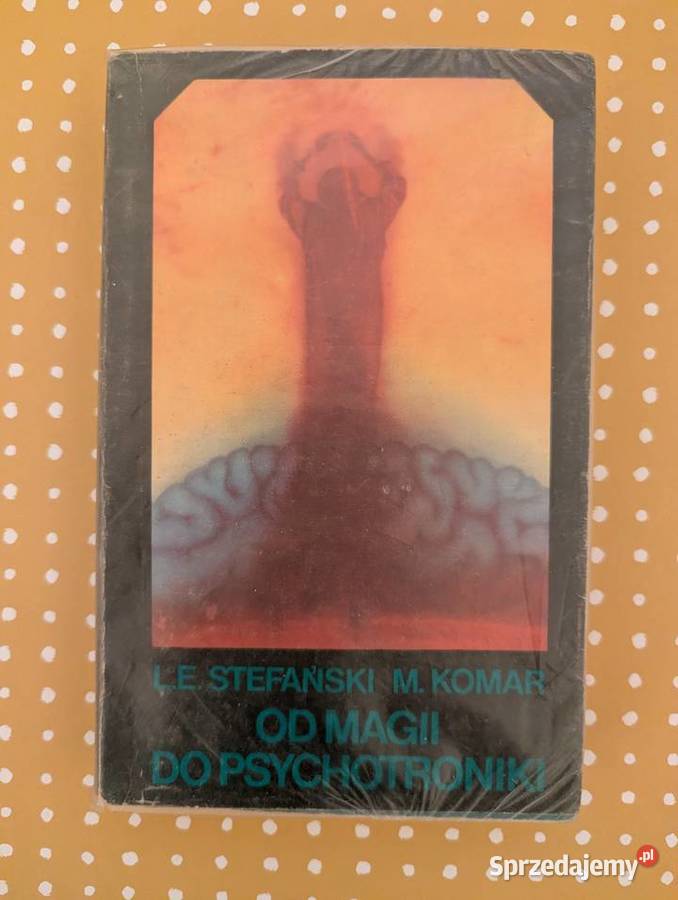 L.E. STEFAŃSKI M. KOMAR
OD MAGII
DO PSYCHOTRONIKI
Sprzedajemy.pl